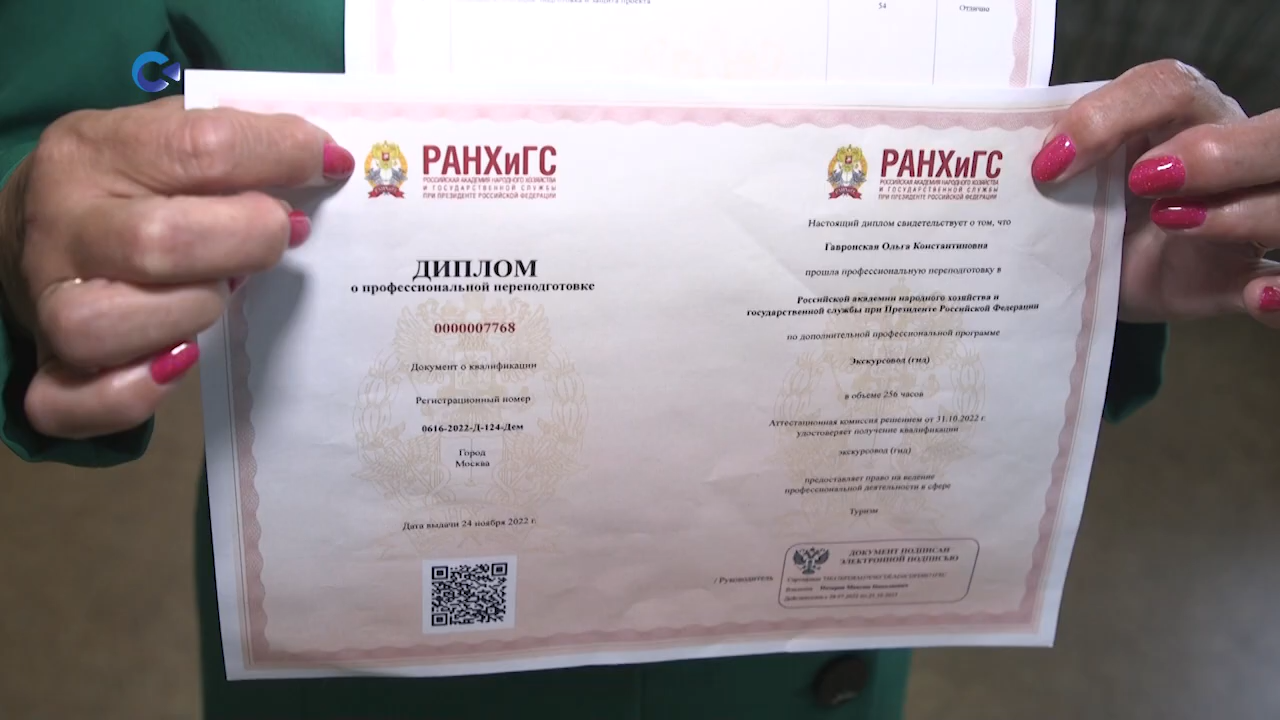 54
Отлично
РАНХиГС
РОССИЙСКАЯ АКАДЕМИЯ НАРОДНОГО ХОЗЯЙСТВА
И ГОСУДАРСТВЕННОЙ СЛУЖБЫ
ПРИ ПРЕЗИДЕНТЕ РОССИЙСКОЙ ФЕДЕРАЦИИ
ДИПЛОМ
о профессиональной переподготовке
0000007768
Документ о квалификации
Регистрационный номер
0616-2022-Д-124-Дем
Город
Москва
Дата выдачи 24 ноября 2022 г.
РАНХиГС
РОССИЙСКАЯ АКАДЕМИЯ НАРОДНОГО ХОЗЯЙСТВА
И ГОСУДАРСТВЕННОЙ СЛУЖБЫ
ПРИ ПРЕЗИДЕНТЕ РОССИЙСКОЙ ФЕДЕРАЦИИ
Настоящий диплом свидетельствует о том, что
Гавронская Ольга Константиновна
прошла профессиональную переподготовку в
Российской академии народного хозяйства и
государственной службы при Президенте Российской Федерации
по дополнительной профессиональной программе
Экскурсовод (гид)
в объеме 256 часов
Аттестационная комиссия решением от 31.10.2022 г.
удостоверяет получение квалификации
экскурсовод (гид)
предоставляет право на ведение
профессиональной деятельности в сфере
Туризм
/ Руководитель
ДОКУМЕНТ ПОДПИСАН
ЭЛЕКТРОННОЙ ПОДПИСЬЮ
Сертификат
Владелец